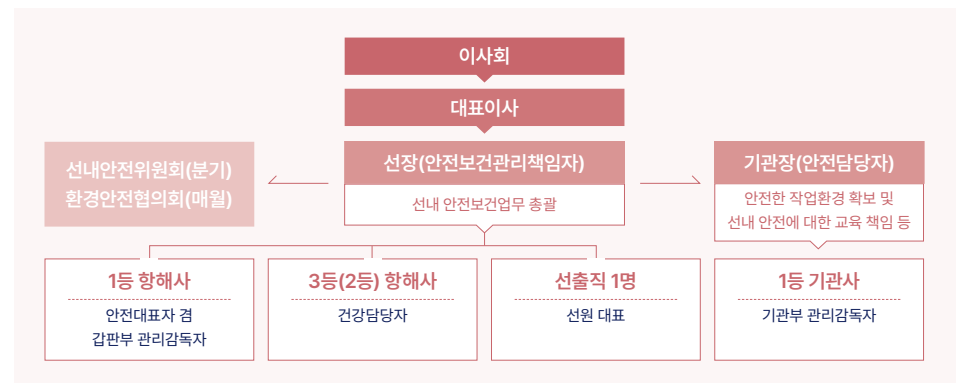 이사회
대표이사
선내안전위원회(분기)
환경안전협의회(매월)
선장(안전보건관리책임자)
선내 안전보건업무 총괄
기관장(안전담당자)
안전한 작업환경 확보 및
선내 안전에 대한 교육 책임 등
1등 항해사
안전대표자 겸
갑판부 관리감독자
3등(2등) 항해사
건강담당자
선출직 1명
선원 대표
1등 기관사
기관부 관리감독자